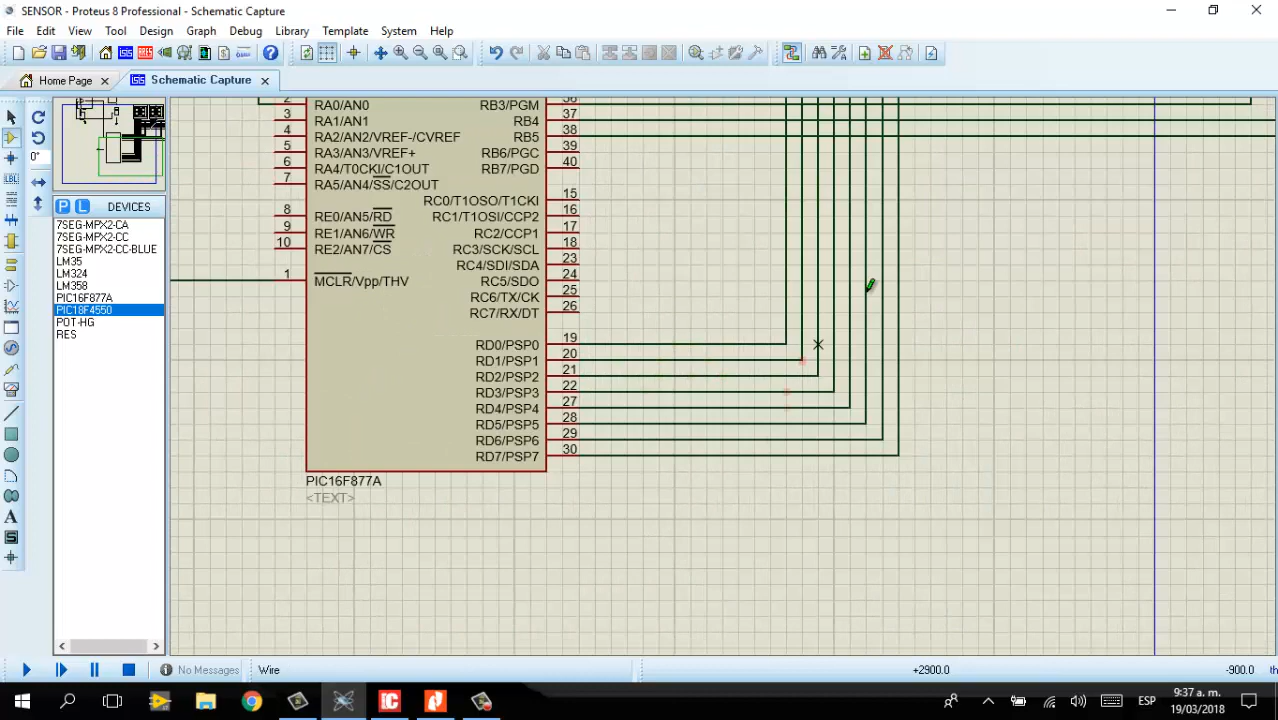 SENSOR - Proteus 8 Professional - Schematic Capture
File Edit View Tool Design Graph Debug Library Template System Help
Home Page
Schematic Capture
0°
LBL
P L DEVICES
7SEG-MPX2-CA
7SEG-MPX2-CC
7SEG-MPX2-CC-BLUE
LM35
LM324
LM358
PIC16F877A
PIC18F4550
POT-HG
RES
2 RA0/AN0 RB3/PGM 36
3 RA1/AN1 RB4 37
4 RA2/AN2/VREF-/CVREF RB5 38
5 RA3/AN3/VREF+ RB6/PGC 39
6 RA4/T0CKI/C1OUT RB7/PGD 40
7 RA5/AN4/SS/C2OUT
RC0/T1OSO/T1CKI 15
8 RE0/AN5/RD RC1/T1OSI/CCP2 16
9 RE1/AN6/WR RC2/CCP1 17
10 RE2/AN7/CS RC3/SCK/SCL 18
RC4/SDI/SDA 23
1 MCLR/Vpp/THV RC5/SDO 24
RC6/TX/CK 25
RC7/RX/DT 26
RD0/PSP0 19
RD1/PSP1 20
RD2/PSP2 21
RD3/PSP3 22
RD4/PSP4 27
RD5/PSP5 28
RD6/PSP6 29
RD7/PSP7 30
PIC16F877A
<TEXT>
No Messages Wire +2900.0 -900.0 th
ESP
9:37 a. m.
19/03/2018